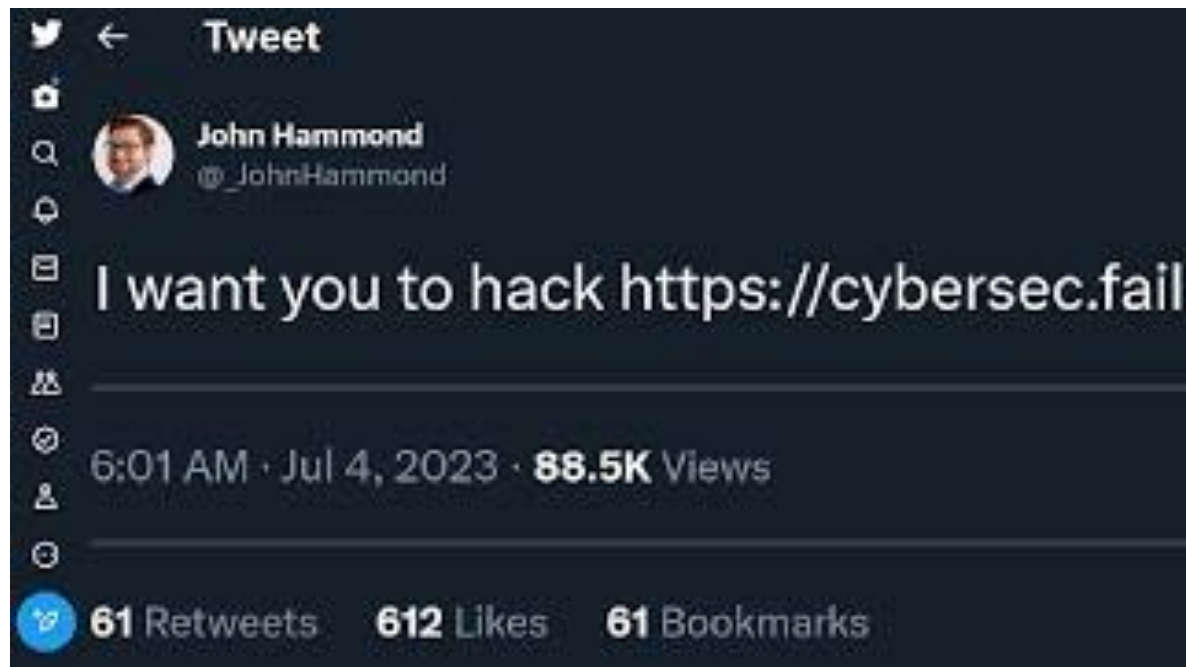 Tweet
John Hammond
@_JohnHammond
I want you to hack https://cybersec.fail
6:01 AM · Jul 4, 2023 · 88.5K Views
61 Retweets 612 Likes 61 Bookmarks